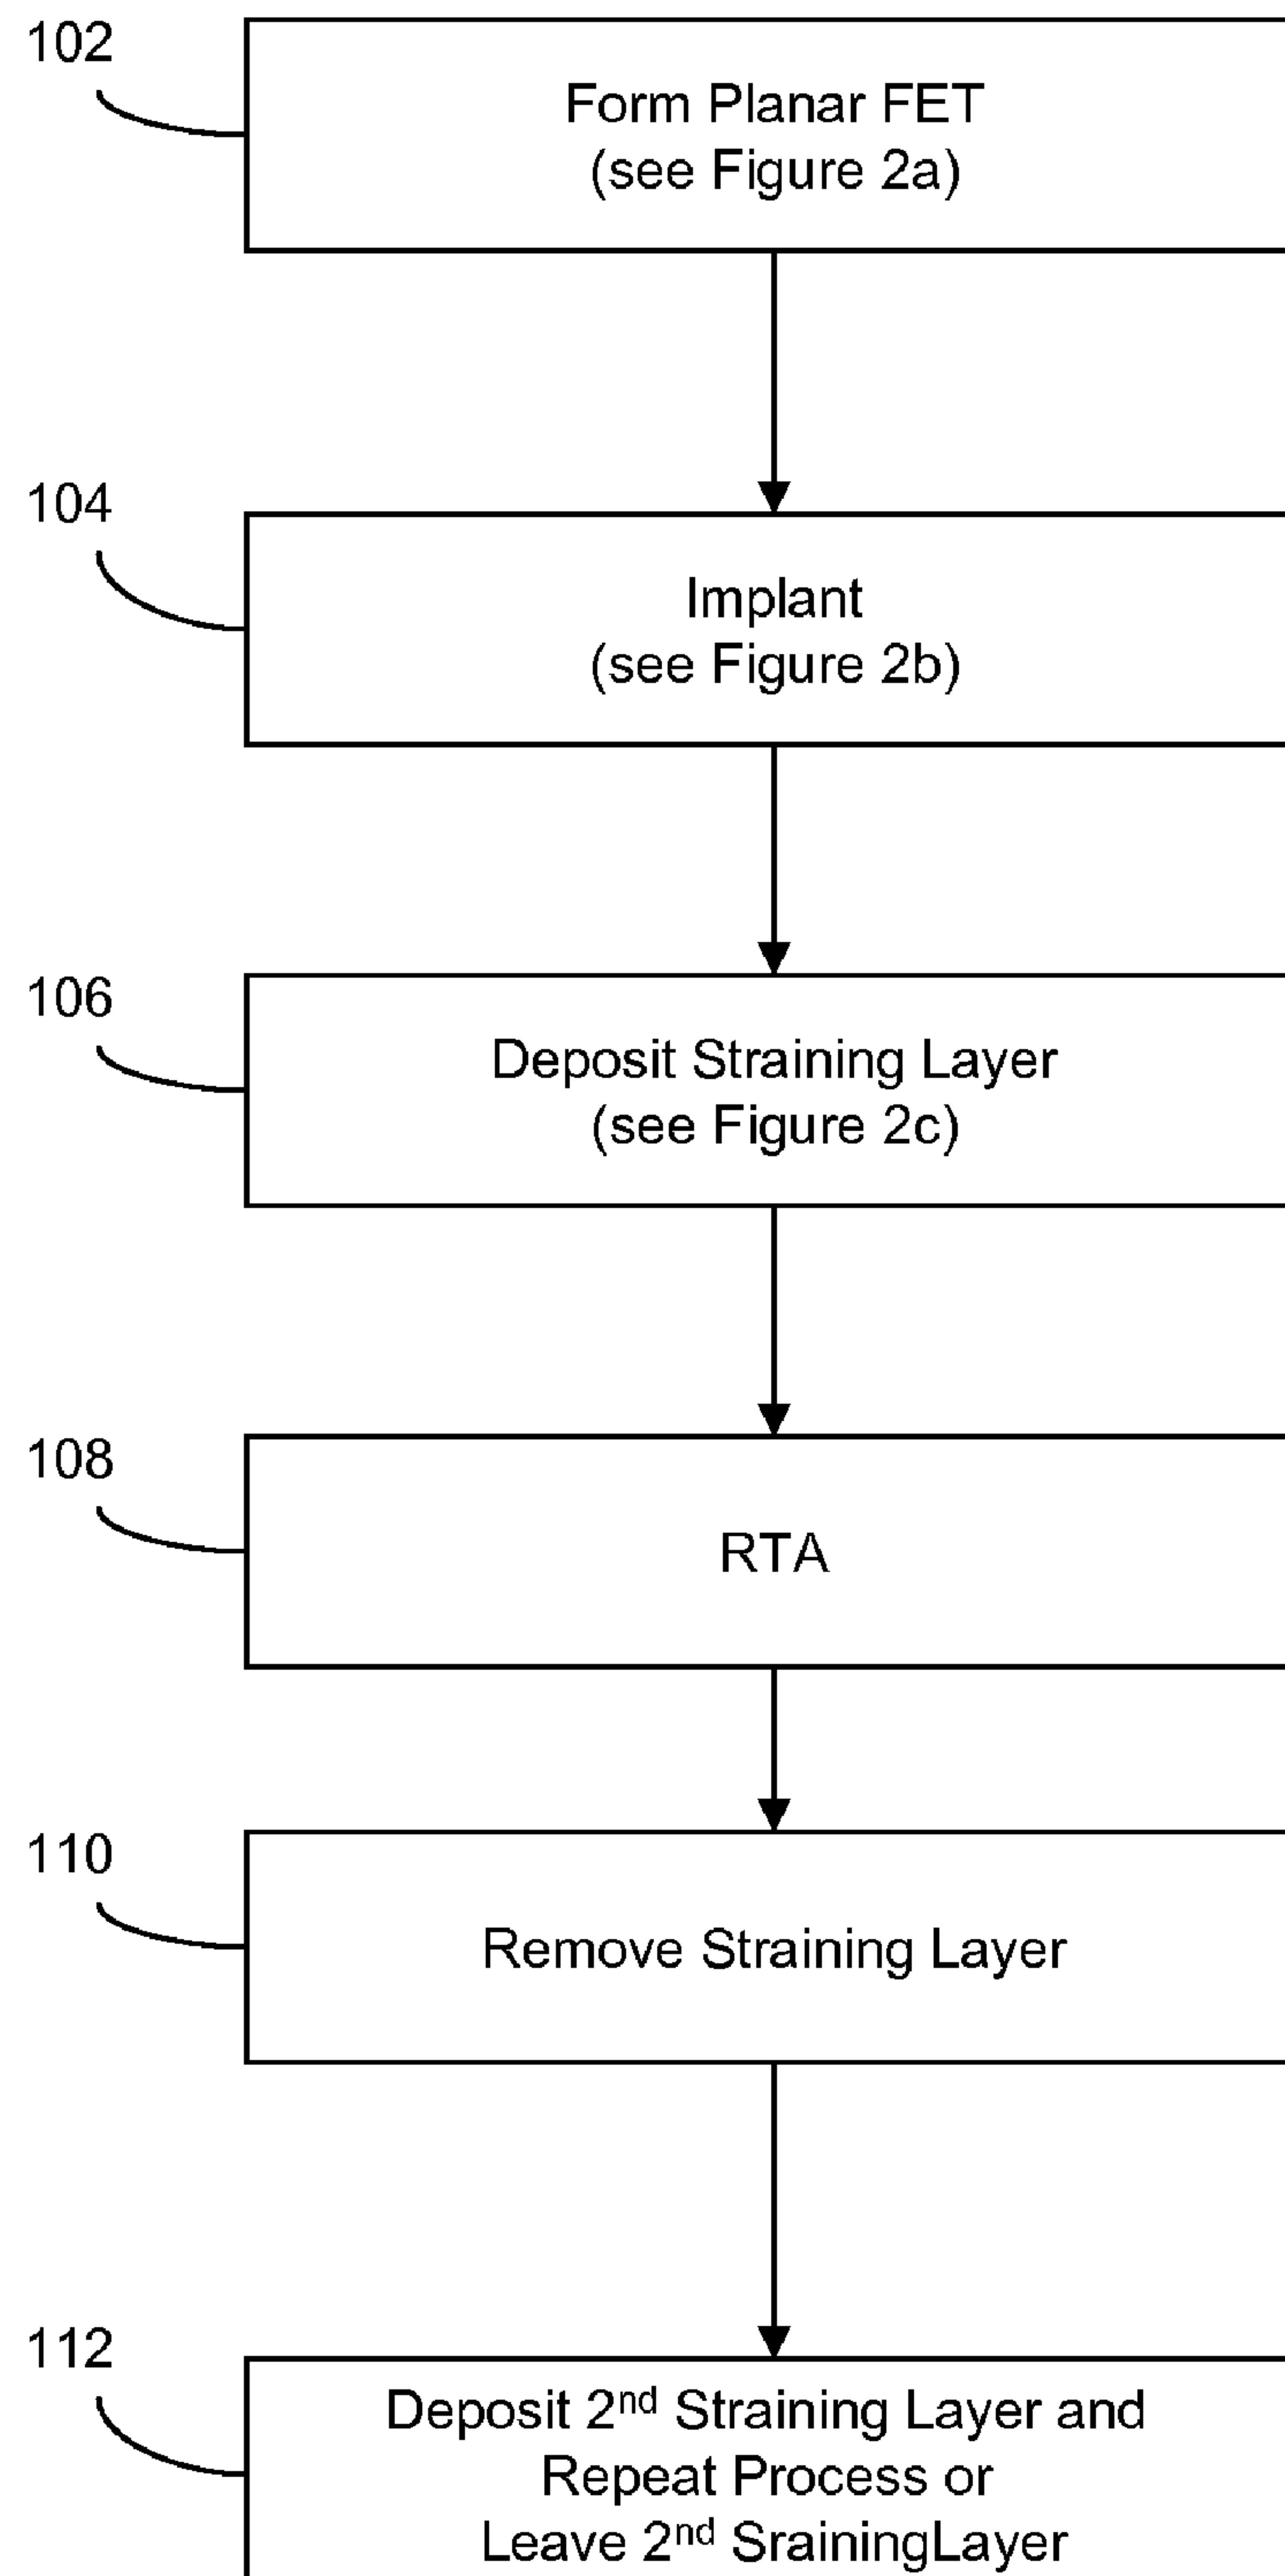 102
Form Planar FET
(see Figure 2a)
104
Implant
(see Figure 2b)
106
Deposit Straining Layer
(see Figure 2c)
108
RTA
110
Remove Straining Layer
112
Deposit 2nd Straining Layer and
Repeat Process or
Leave 2nd SrainingLayer